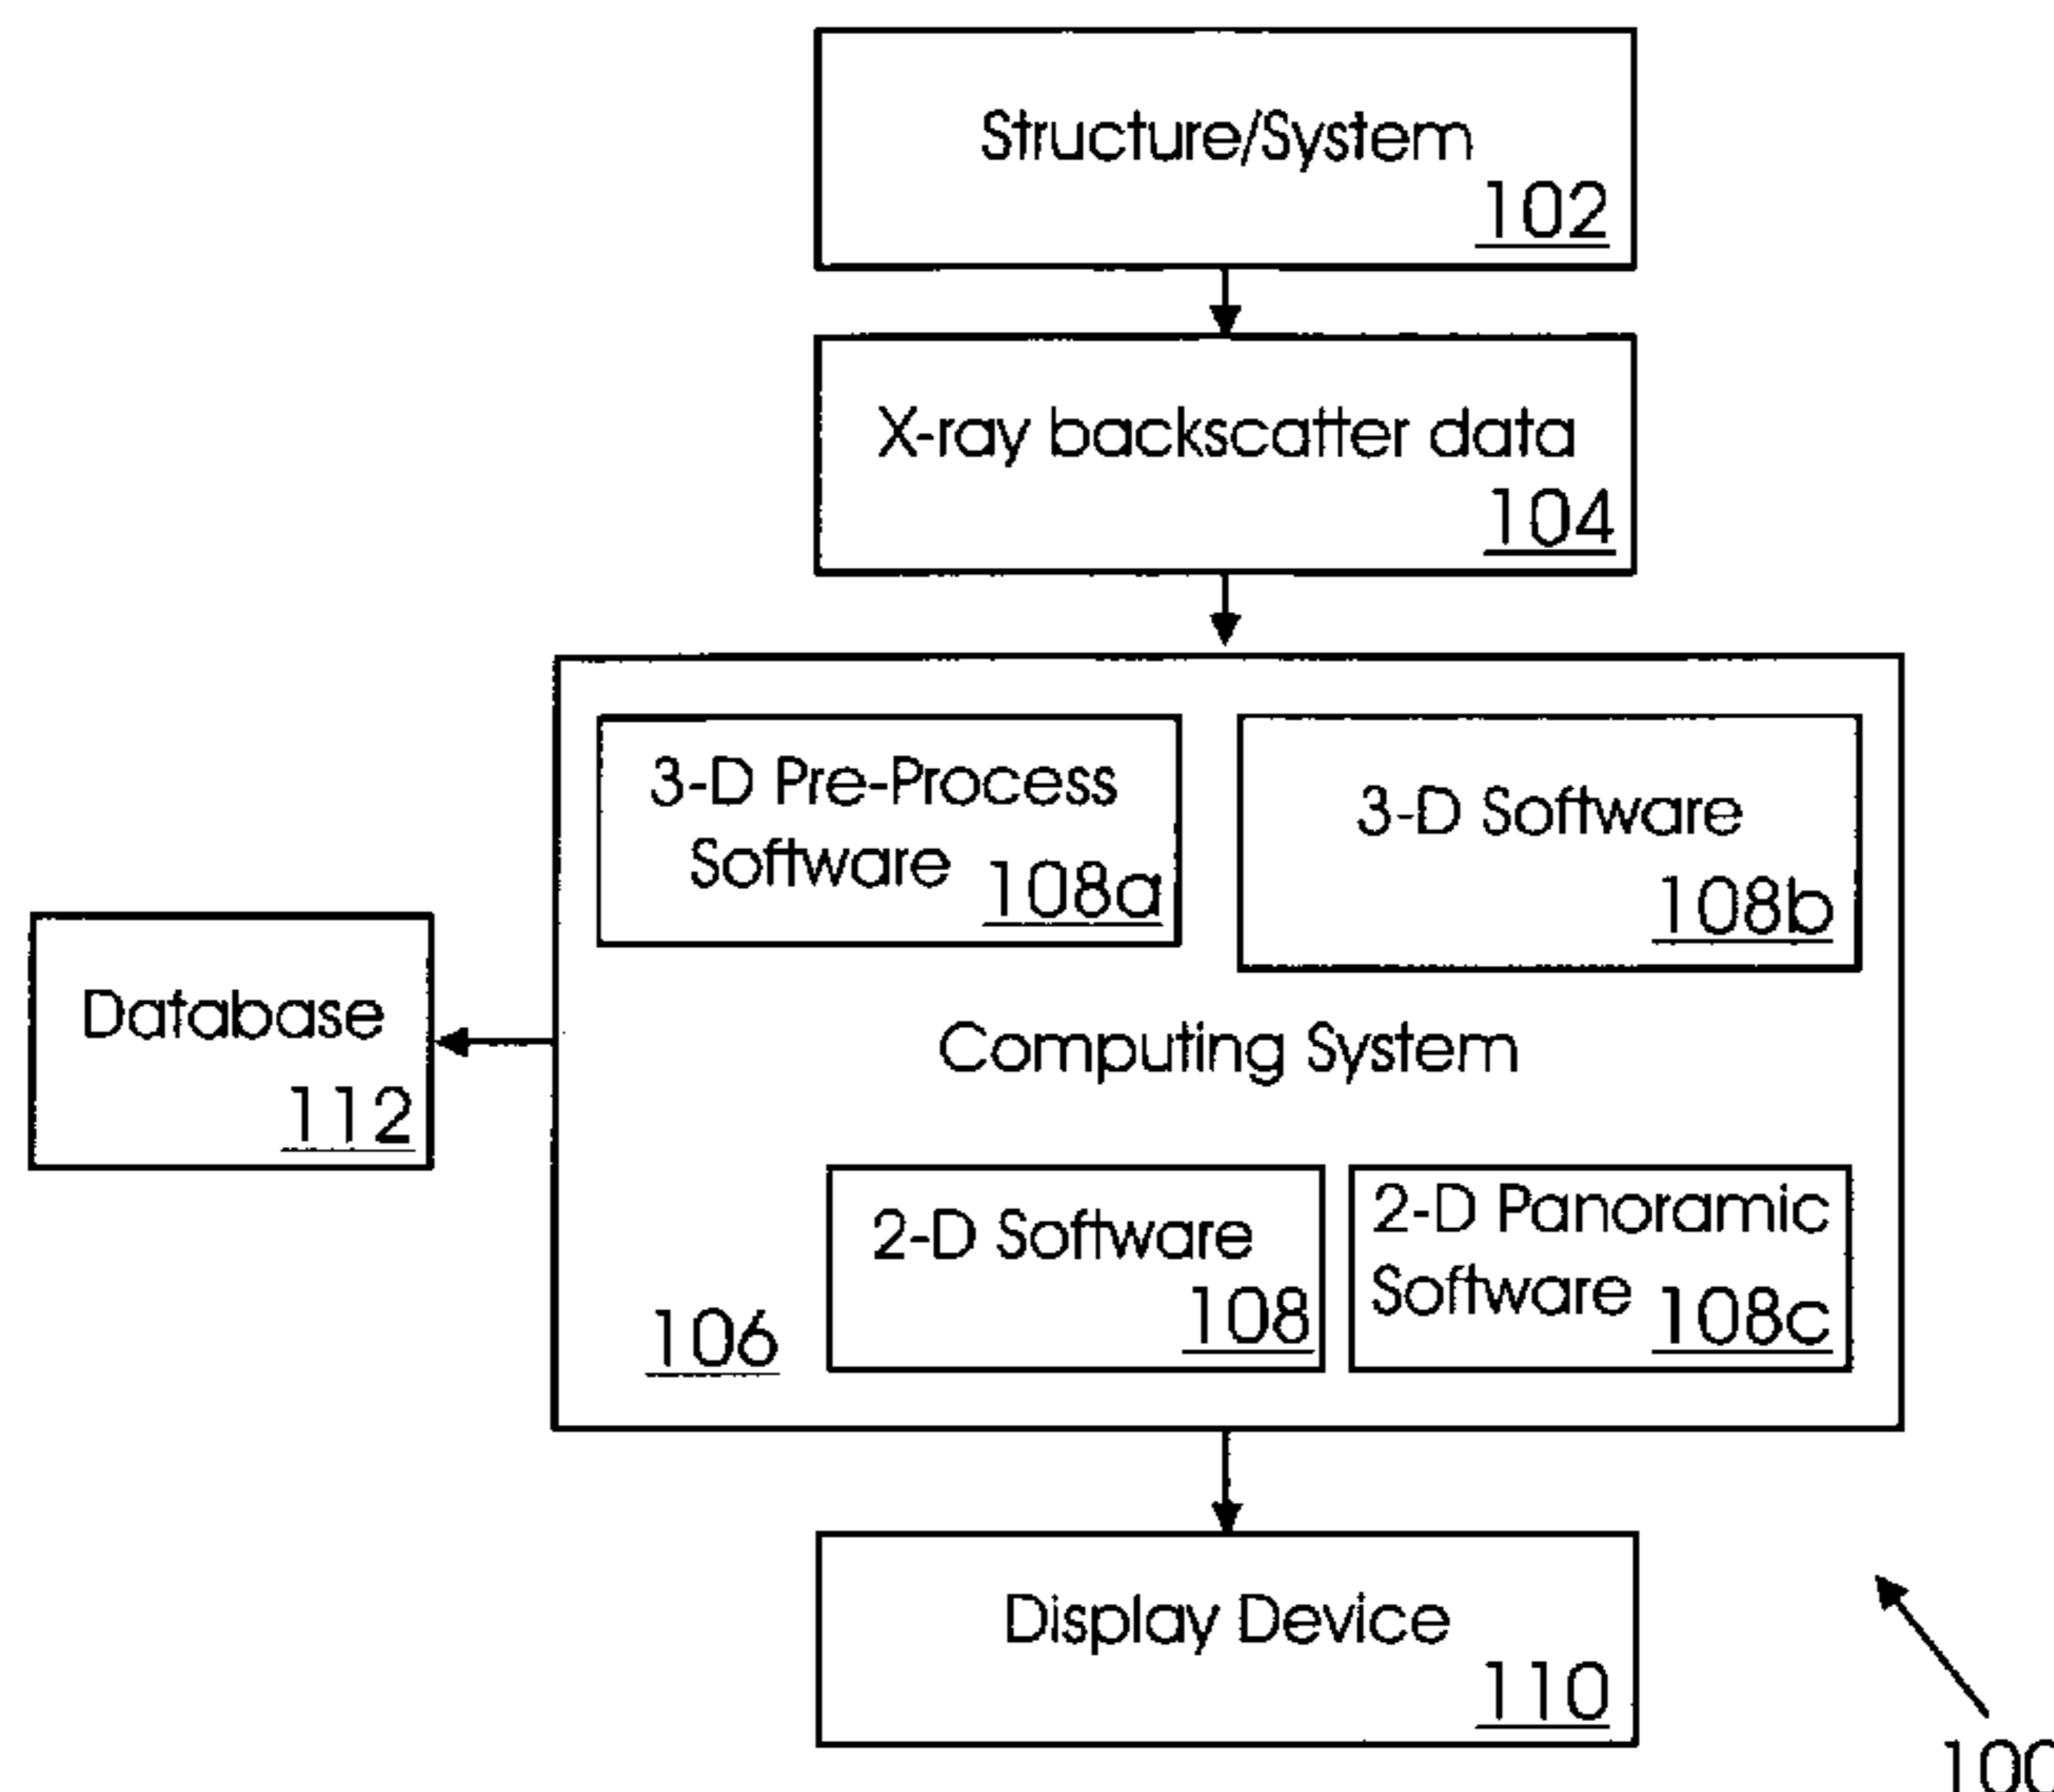 Structure/System
102
X-ray backscatter data
104
3-D Pre-Process
Software 108a
3-D Software
108b
Computing System
Database
112
2-D Software
108
2-D Panoramic
Software 108c
106
Display Device
110
100